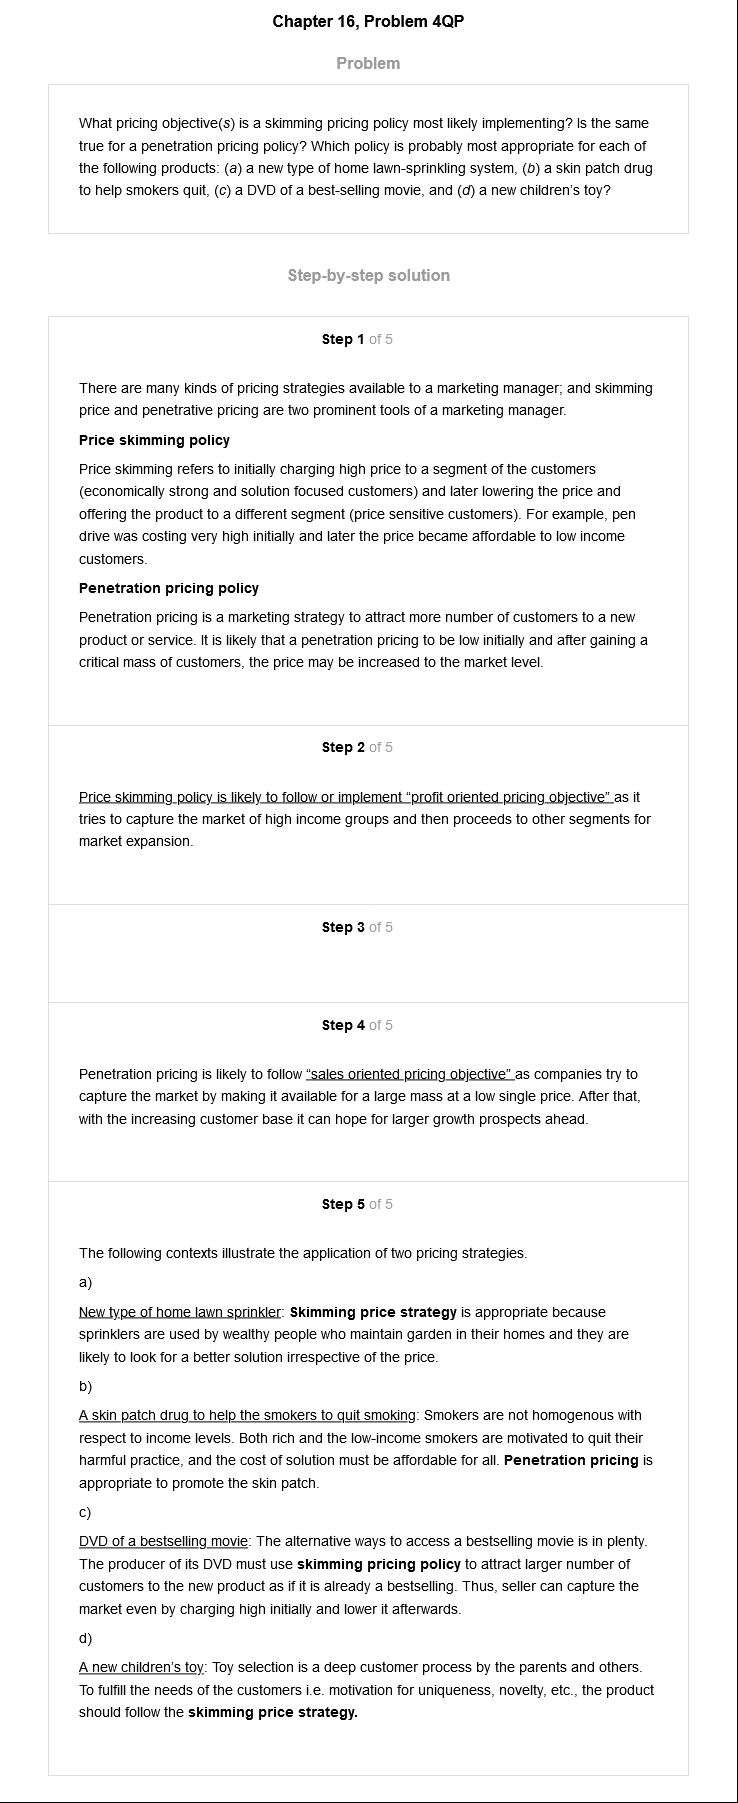 Chapter 16, Problem 4QP
Problem
What pricing objective(s) is a skimming pricing policy most likely implementing? Is the same
true for a penetration pricing policy? Which policy is probably most appropriate for each of
the following products: (a) a new type of home lawn-sprinkling system, (b) a skin patch drug
to help smokers quit, (c) a DVD of a best-selling movie, and (d) a new children's toy?
Step-by-step solution
Step 1 of 5
There are many kinds of pricing strategies available to a marketing manager; and skimming
price and penetrative pricing are two prominent tools of a marketing manager.
Price skimming policy
Price skimming refers to initially charging high price to a segment of the customers
(economically strong and solution focused customers) and later lowering the price and
offering the product to a different segment (price sensitive customers). For example, pen
drive was costing very high initially and later the price became affordable to low income
customers.
Penetration pricing policy
Penetration pricing is a marketing strategy to attract more number of customers to a new
product or service. It is likely that a penetration pricing to be low initially and after gaining a
critical mass of customers, the price may be increased to the market level.
Step 2 of 5
Price skimming policy is likely to follow or implement “profit oriented pricing objective” as it
tries to capture the market of high income groups and then proceeds to other segments for
market expansion.
Step 3 of 5
Step 4 of 5
Penetration pricing is likely to follow “sales oriented pricing objective” as companies try to
capture the market by making it available for a large mass at a low single price. After that,
with the increasing customer base it can hope for larger growth prospects ahead.
Step 5 of 5
The following contexts illustrate the application of two pricing strategies.
a)
New type of home lawn sprinkler: Skimming price strategy is appropriate because
sprinklers are used by wealthy people who maintain garden in their homes and they are
likely to look for a better solution irrespective of the price.
b)
A skin patch drug to help the smokers to quit smoking: Smokers are not homogenous with
respect to income levels. Both rich and the low-income smokers are motivated to quit their
harmful practice, and the cost of solution must be affordable for all. Penetration pricing is
appropriate to promote the skin patch.
c)
DVD of a bestselling movie: The alternative ways to access a bestselling movie is in plenty.
The producer of its DVD must use skimming pricing policy to attract larger number of
customers to the new product as if it is already a bestselling. Thus, seller can capture the
market even by charging high initially and lower it afterwards.
d)
A new children's toy: Toy selection is a deep customer process by the parents and others.
To fulfill the needs of the customers i.e. motivation for uniqueness, novelty, etc., the product
should follow the skimming price strategy.